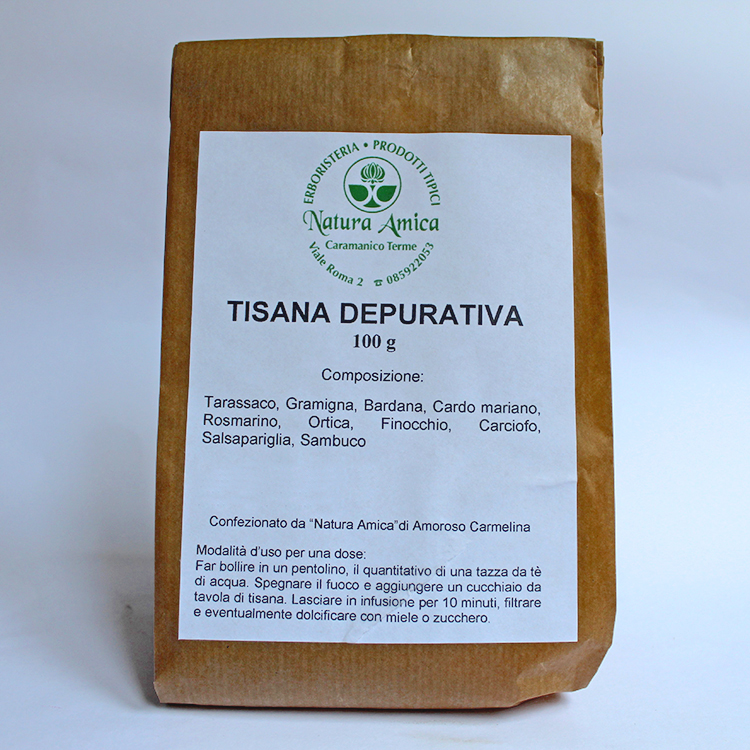 ERBORISTERIA • PRODOTTI TIPICI
Natura Amica
Caramanico Terme
Viale Roma 2 ☎ 085922053
TISANA DEPURATIVA
100 g
Composizione:
Tarassaco, Gramigna, Bardana, Cardo mariano,
Rosmarino, Ortica, Finocchio, Carciofo,
Salsapariglia, Sambuco
Confezionato da “Natura Amica”di Amoroso Carmelina
Modalità d’uso per una dose:
Far bollire in un pentolino, il quantitativo di una tazza da tè
di acqua. Spegnare il fuoco e aggiungere un cucchiaio da
tavola di tisana. Lasciare in infusione per 10 minuti, filtrare
e eventualmente dolcificare con miele o zucchero.